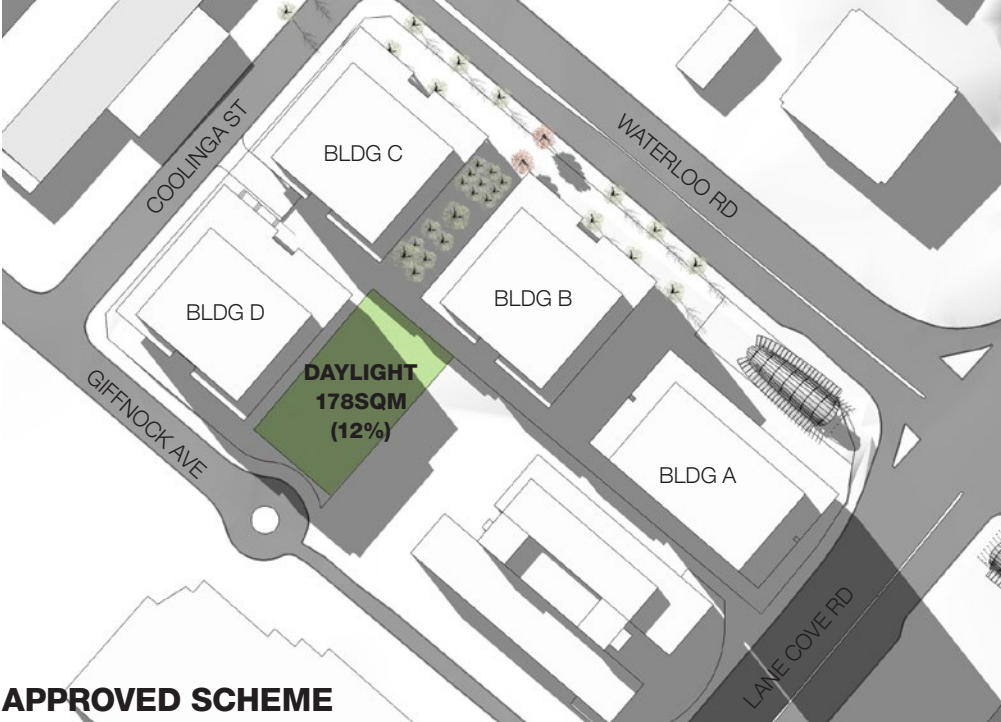 COOLINGA ST
WATERLOO RD
BLDG C
BLDG B
BLDG D
DAYLIGHT
178SQM
(12%)
GIFFNOCK AVE
BLDG A
LANE COVE RD
APPROVED SCHEME